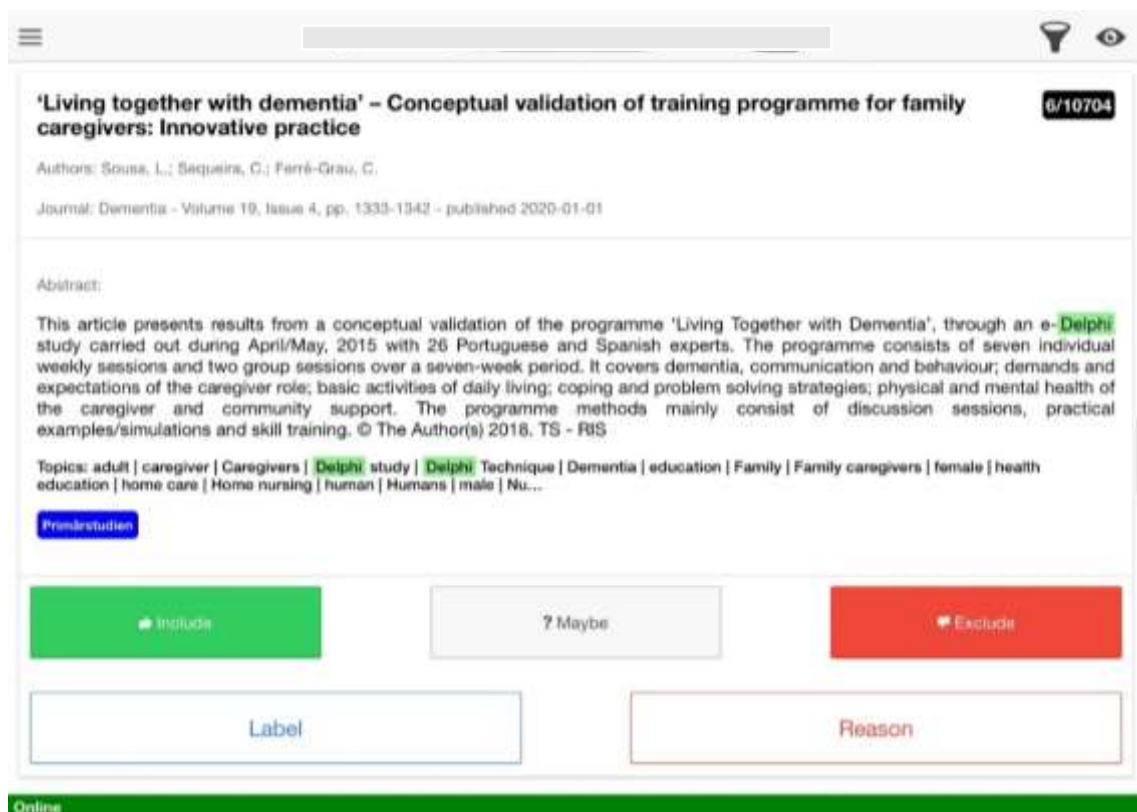 ‘Living together with dementia’ – Conceptual validation of training programme for family
caregivers: Innovative practice
6/10704
Authors: Sousa, L.; Sequeira, C.; Ferré-Grau, C.
Journal: Dementia - Volume 19, Issue 4, pp. 1333-1342 - published 2020-01-01
Abstract:
This article presents results from a conceptual validation of the programme ‘Living Together with Dementia’, through an e-Delphi
study carried out during April/May, 2015 with 26 Portuguese and Spanish experts. The programme consists of seven individual
weekly sessions and two group sessions over a seven-week period. It covers dementia, communication and behaviour; demands and
expectations of the caregiver role; basic activities of daily living; coping and problem solving strategies; physical and mental health of
the caregiver and community support. The programme methods mainly consist of discussion sessions, practical
examples/simulations and skill training. © The Author(s) 2018. TS - RIS
Topics: adult | caregiver | Caregivers | Delphi study | Delphi Technique | Dementia | education | Family | Family caregivers | female | health
education | home care | Home nursing | human | Humans | male | Nu...
Primärstudien
Include
? Maybe
Exclude
Label
Reason
Online